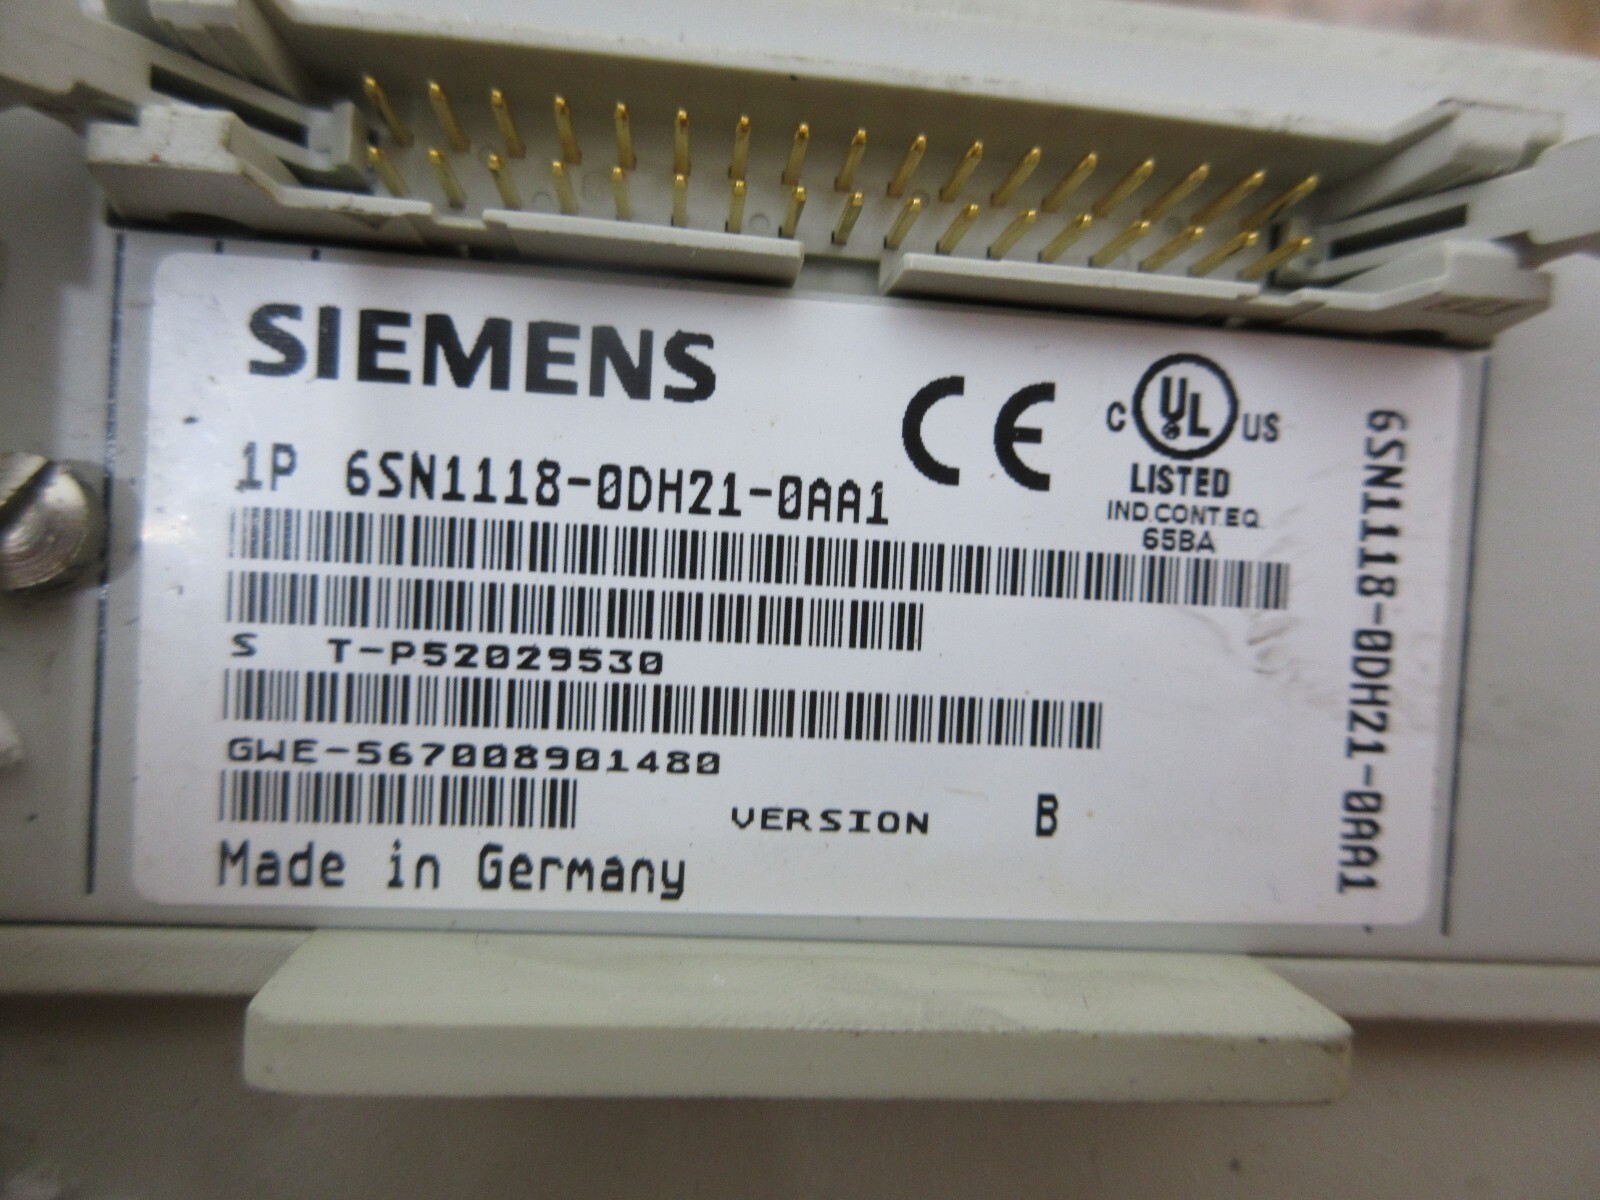 SIEMENS
CE
C UL US
LISTED
IND.CONT.EQ.
65BA
1P 6SN1118-0DH21-0AA1
S T-P52029530
GWE-567008901480
VERSION B
Made in Germany
6SN1118-0DH21-0AA1